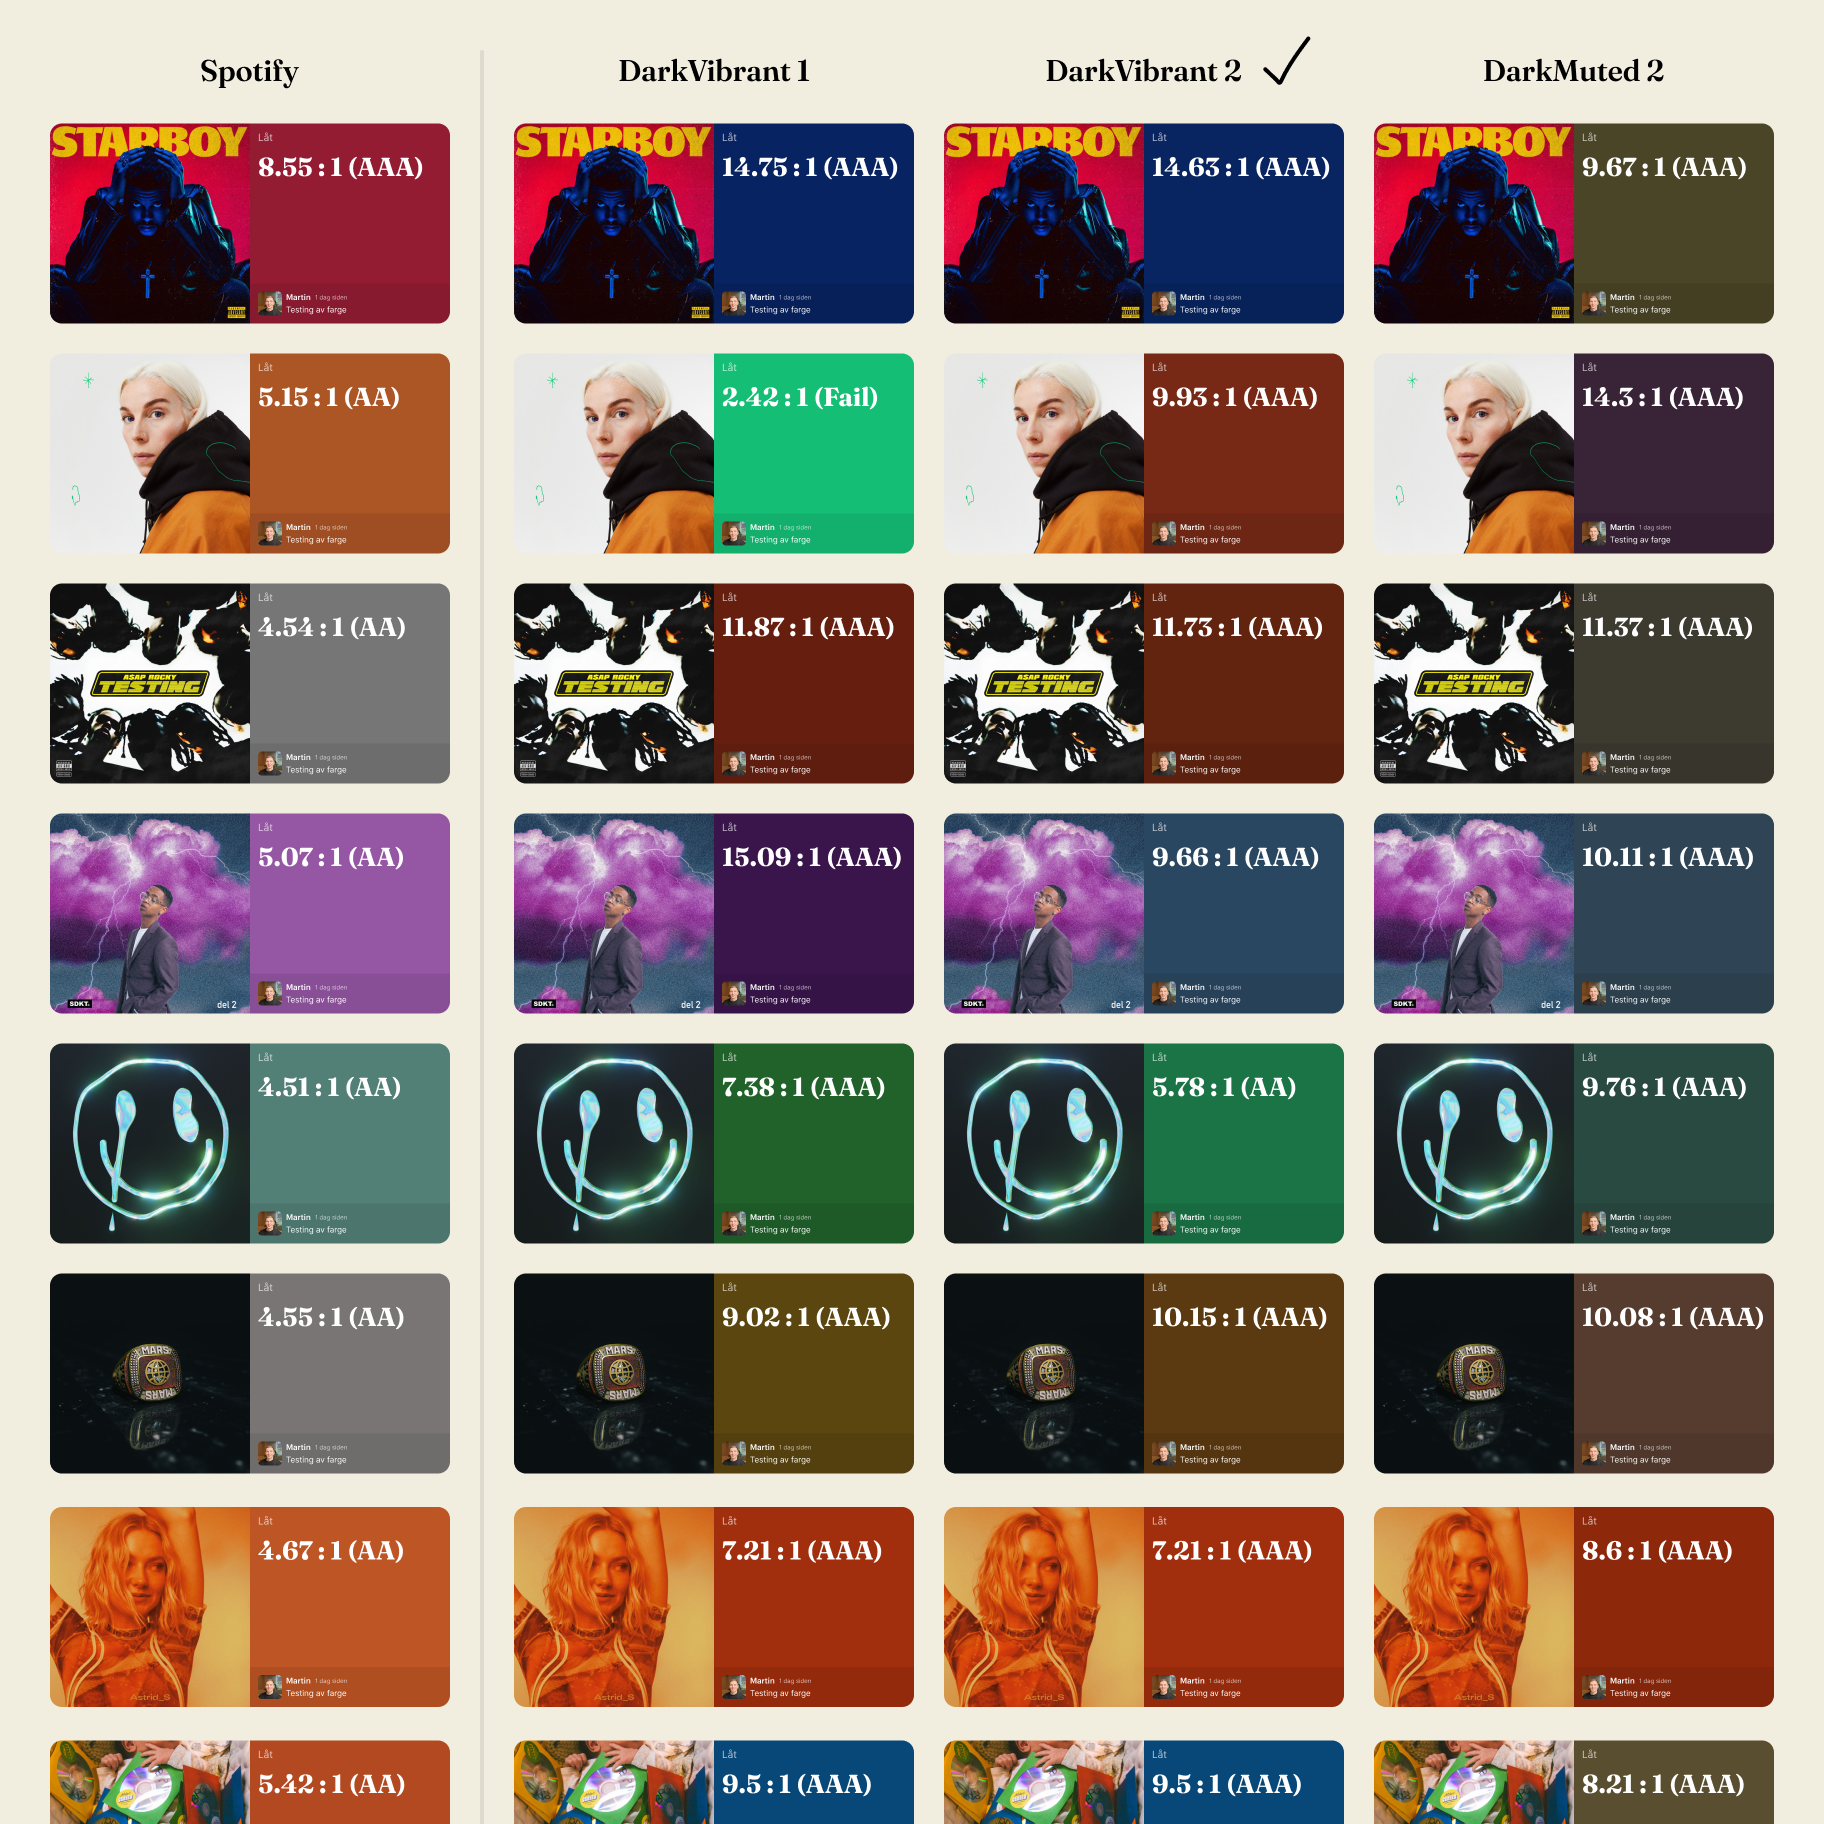 Spotify
DarkVibrant 1
DarkVibrant 2
DarkMuted 2
STARBOY
Låt
8.55 : 1 (AAA)
Martin 1 dag siden
Testing av farge
STARBOY
Låt
14.75 : 1 (AAA)
Martin 1 dag siden
Testing av farge
STARBOY
Låt
14.63 : 1 (AAA)
Martin 1 dag siden
Testing av farge
STARBOY
Låt
9.67 : 1 (AAA)
Martin 1 dag siden
Testing av farge
Låt
5.15 : 1 (AA)
Martin 1 dag siden
Testing av farge
Låt
2.42 : 1 (Fail)
Martin 1 dag siden
Testing av farge
Låt
9.93 : 1 (AAA)
Martin 1 dag siden
Testing av farge
Låt
14.3 : 1 (AAA)
Martin 1 dag siden
Testing av farge
A$AP ROCKY
TESTING
Låt
4.54 : 1 (AA)
Martin 1 dag siden
Testing av farge
A$AP ROCKY
TESTING
Låt
11.87 : 1 (AAA)
Martin 1 dag siden
Testing av farge
A$AP ROCKY
TESTING
Låt
11.73 : 1 (AAA)
Martin 1 dag siden
Testing av farge
A$AP ROCKY
TESTING
Låt
11.37 : 1 (AAA)
Martin 1 dag siden
Testing av farge
SDKT.
del 2
Låt
5.07 : 1 (AA)
Martin 1 dag siden
Testing av farge
SDKT.
del 2
Låt
15.09 : 1 (AAA)
Martin 1 dag siden
Testing av farge
SDKT.
del 2
Låt
9.66 : 1 (AAA)
Martin 1 dag siden
Testing av farge
SDKT.
del 2
Låt
10.11 : 1 (AAA)
Martin 1 dag siden
Testing av farge
Låt
4.51 : 1 (AA)
Martin 1 dag siden
Testing av farge
Låt
7.38 : 1 (AAA)
Martin 1 dag siden
Testing av farge
Låt
5.78 : 1 (AA)
Martin 1 dag siden
Testing av farge
Låt
9.76 : 1 (AAA)
Martin 1 dag siden
Testing av farge
MARS
MARS
Låt
4.55 : 1 (AA)
Martin 1 dag siden
Testing av farge
MARS
MARS
Låt
9.02 : 1 (AAA)
Martin 1 dag siden
Testing av farge
MARS
MARS
Låt
10.15 : 1 (AAA)
Martin 1 dag siden
Testing av farge
MARS
MARS
Låt
10.08 : 1 (AAA)
Martin 1 dag siden
Testing av farge
Astrid_S
Låt
4.67 : 1 (AA)
Martin 1 dag siden
Testing av farge
Astrid_S
Låt
7.21 : 1 (AAA)
Martin 1 dag siden
Testing av farge
Astrid_S
Låt
7.21 : 1 (AAA)
Martin 1 dag siden
Testing av farge
Astrid_S
Låt
8.6 : 1 (AAA)
Martin 1 dag siden
Testing av farge
Låt
5.42 : 1 (AA)
Låt
9.5 : 1 (AAA)
Låt
9.5 : 1 (AAA)
Låt
8.21 : 1 (AAA)